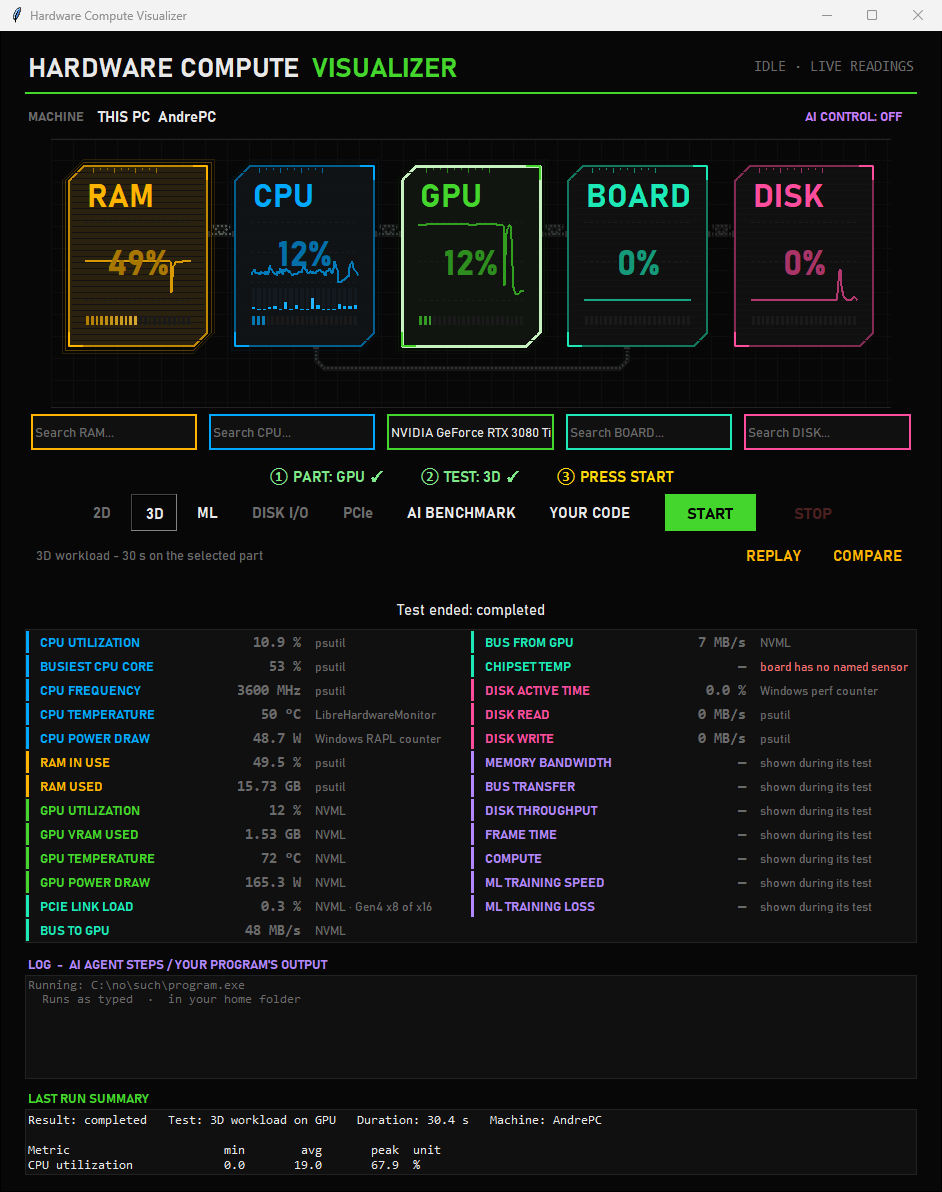 Hardware Compute Visualizer
HARDWARE COMPUTE VISUALIZER
IDLE · LIVE READINGS
MACHINE THIS PC AndrePC
AI CONTROL: OFF
RAM CPU GPU BOARD DISK
49% 12% 12% 0% 0%
Search RAM... Search CPU... NVIDIA GeForce RTX 3080 Ti Search BOARD... Search DISK...
① PART: GPU ✓ ② TEST: 3D ✓ ③ PRESS START
2D 3D ML DISK I/O PCIe AI BENCHMARK YOUR CODE START STOP
3D workload - 30 s on the selected part
REPLAY COMPARE
Test ended: completed
CPU UTILIZATION 10.9 % psutil
BUSIEST CPU CORE 53 % psutil
CPU FREQUENCY 3600 MHz psutil
CPU TEMPERATURE 50 °C LibreHardwareMonitor
CPU POWER DRAW 48.7 W Windows RAPL counter
RAM IN USE 49.5 % psutil
RAM USED 15.73 GB psutil
GPU UTILIZATION 12 % NVML
GPU VRAM USED 1.53 GB NVML
GPU TEMPERATURE 72 °C NVML
GPU POWER DRAW 165.3 W NVML
PCIE LINK LOAD 0.3 % NVML · Gen4 x8 of x16
BUS TO GPU 48 MB/s NVML
BUS FROM GPU 7 MB/s NVML
CHIPSET TEMP — board has no named sensor
DISK ACTIVE TIME 0.0 % Windows perf counter
DISK READ 0 MB/s psutil
DISK WRITE 0 MB/s psutil
MEMORY BANDWIDTH — shown during its test
BUS TRANSFER — shown during its test
DISK THROUGHPUT — shown during its test
FRAME TIME — shown during its test
COMPUTE — shown during its test
ML TRAINING SPEED — shown during its test
ML TRAINING LOSS — shown during its test
LOG - AI AGENT STEPS / YOUR PROGRAM'S OUTPUT
Running: C:\no\such\program.exe
Runs as typed · in your home folder
LAST RUN SUMMARY
Result: completed Test: 3D workload on GPU Duration: 30.4 s Machine: AndrePC
Metric min avg peak unit
CPU utilization 0.0 19.0 67.9 %